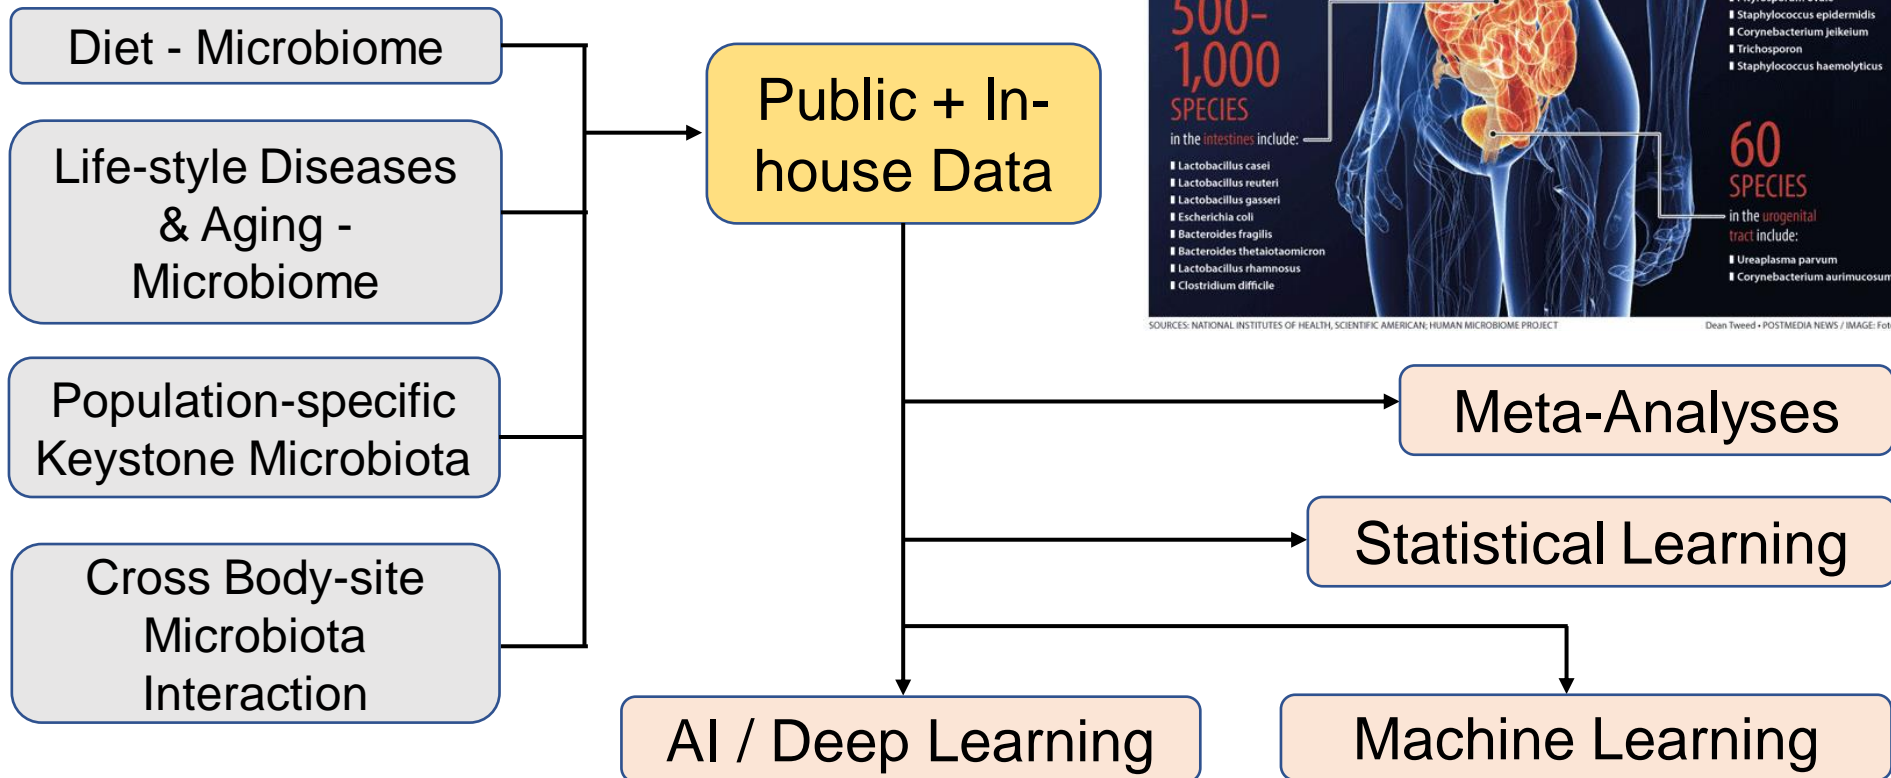 Diet - Microbiome
Life-style Diseases
& Aging -
Microbiome
Population-specific
Keystone Microbiota
Cross Body-site
Microbiota
Interaction
Public + In-
house Data
500-
1,000
SPECIES
in the intestines include:
Lactobacillus casei
Lactobacillus reuteri
Lactobacillus gasseri
Escherichia coli
Bacteroides fragilis
Bacteroides thetaiotaomicron
Lactobacillus rhamnosus
Clostridium difficile
Staphylococcus epidermidis
Corynebacterium jeikeium
Trichosporon
Staphylococcus haemolyticus
60
SPECIES
in the urogenital
tract include:
Ureaplasma parvum
Corynebacterium aurimucosum
SOURCES: NATIONAL INSTITUTES OF HEALTH, SCIENTIFIC AMERICAN; HUMAN MICROBIOME PROJECT
Dean Tweed • POSTMEDIA NEWS / IMAGE: Fot
Meta-Analyses
Statistical Learning
AI / Deep Learning
Machine Learning